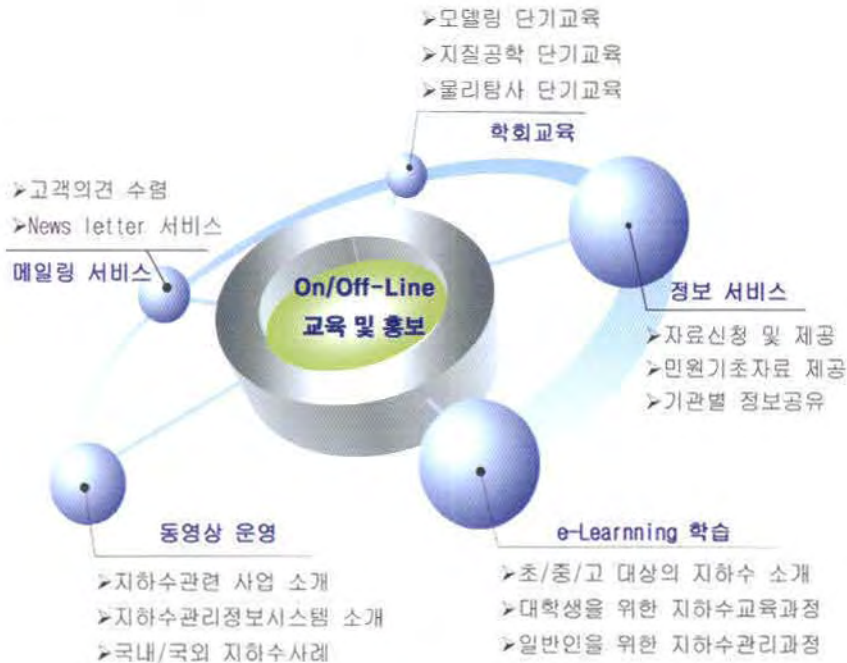 ➢모델링 단기교육
➢지질공학 단기교육
➢물리탐사 단기교육
학회교육
➢고객의견 수렴
➢News letter 서비스
메일링 서비스
On/Off-Line
교육 및 홍보
정보 서비스
➢자료신청 및 제공
➢민원기초자료 제공
➢기관별 정보공유
동영상 운영
➢지하수관련 사업 소개
➢지하수관리정보시스템 소개
➢국내/국외 지하수사례
e-Learnning 학습
➢초/중/고 대상의 지하수 소개
➢대학생을 위한 지하수교육과정
➢일반인을 위한 지하수관리과정